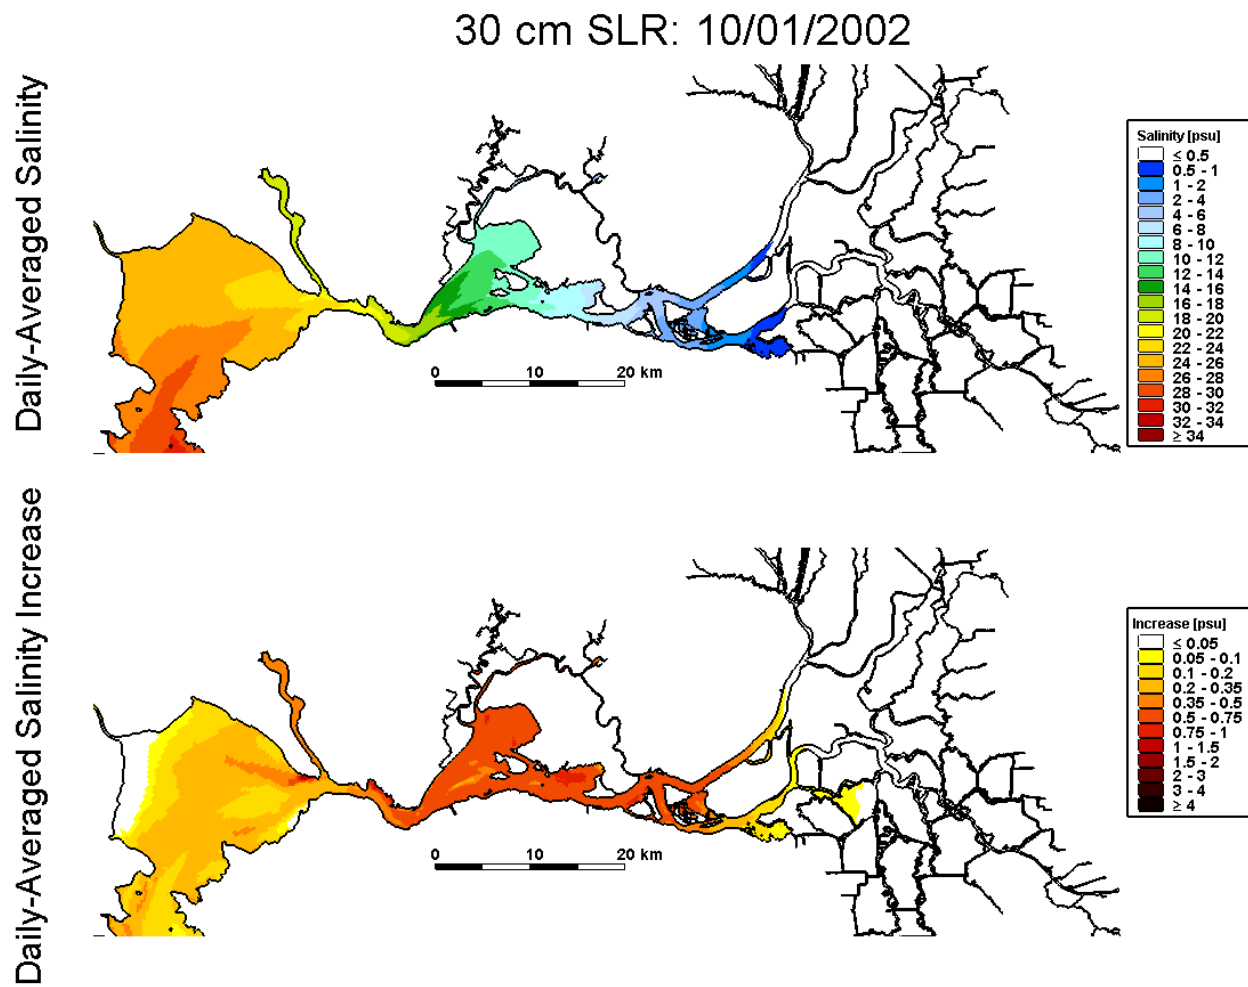 30 cm SLR: 10/01/2002
Daily-Averaged Salinity
Salinity [psu]
≤ 0.5
0.5 - 1
1 - 2
2 - 4
4 - 6
6 - 8
8 - 10
10 - 12
12 - 14
14 - 16
16 - 18
18 - 20
20 - 22
22 - 24
24 - 26
26 - 28
28 - 30
30 - 32
32 - 34
≥ 34
0 10 20 km
Daily-Averaged Salinity Increase
Increase [psu]
≤ 0.05
0.05 - 0.1
0.1 - 0.2
0.2 - 0.35
0.35 - 0.5
0.5 - 0.75
0.75 - 1
1 - 1.5
1.5 - 2
2 - 3
3 - 4
≥ 4
0 10 20 km